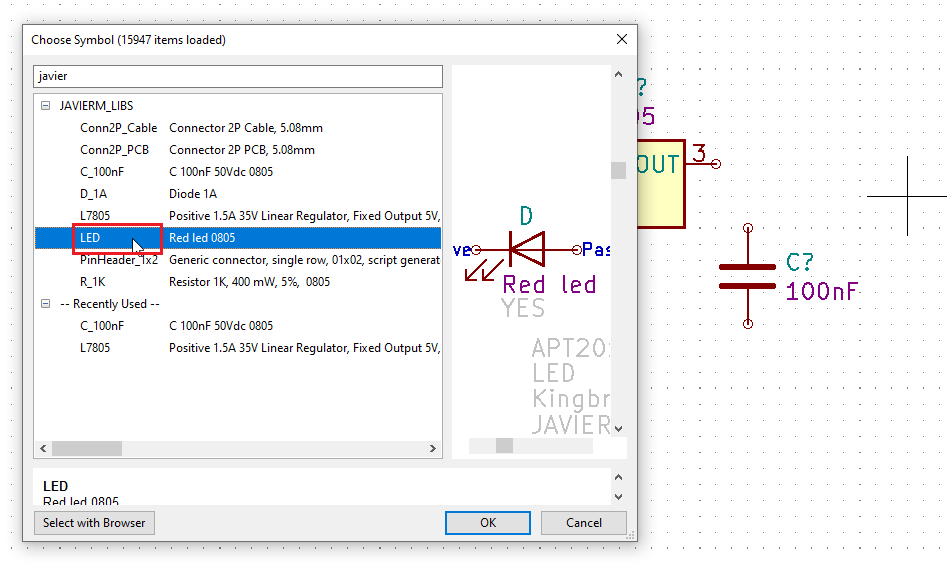 Choose Symbol (15947 items loaded)
javier
JAVIERM_LIBS
Conn2P_Cable Connector 2P Cable, 5.08mm
Conn2P_PCB Connector 2P PCB, 5.08mm
C_100nF C 100nF 50Vdc 0805
D_1A Diode 1A
L7805 Positive 1.5A 35V Linear Regulator, Fixed Output 5V,
LED Red led 0805
PinHeader_1x2 Generic connector, single row, 01x02, script generat
R_1K Resistor 1K, 400 mW, 5%, 0805
-- Recently Used --
C_100nF C 100nF 50Vdc 0805
L7805 Positive 1.5A 35V Linear Regulator, Fixed Output 5V,
D
ve Pas
Red led
YES
APT20
LED
Kingbr
JAVIER
LED
Red led 0805
Select with Browser OK Cancel
?
05
OUT 3
C?
100nF